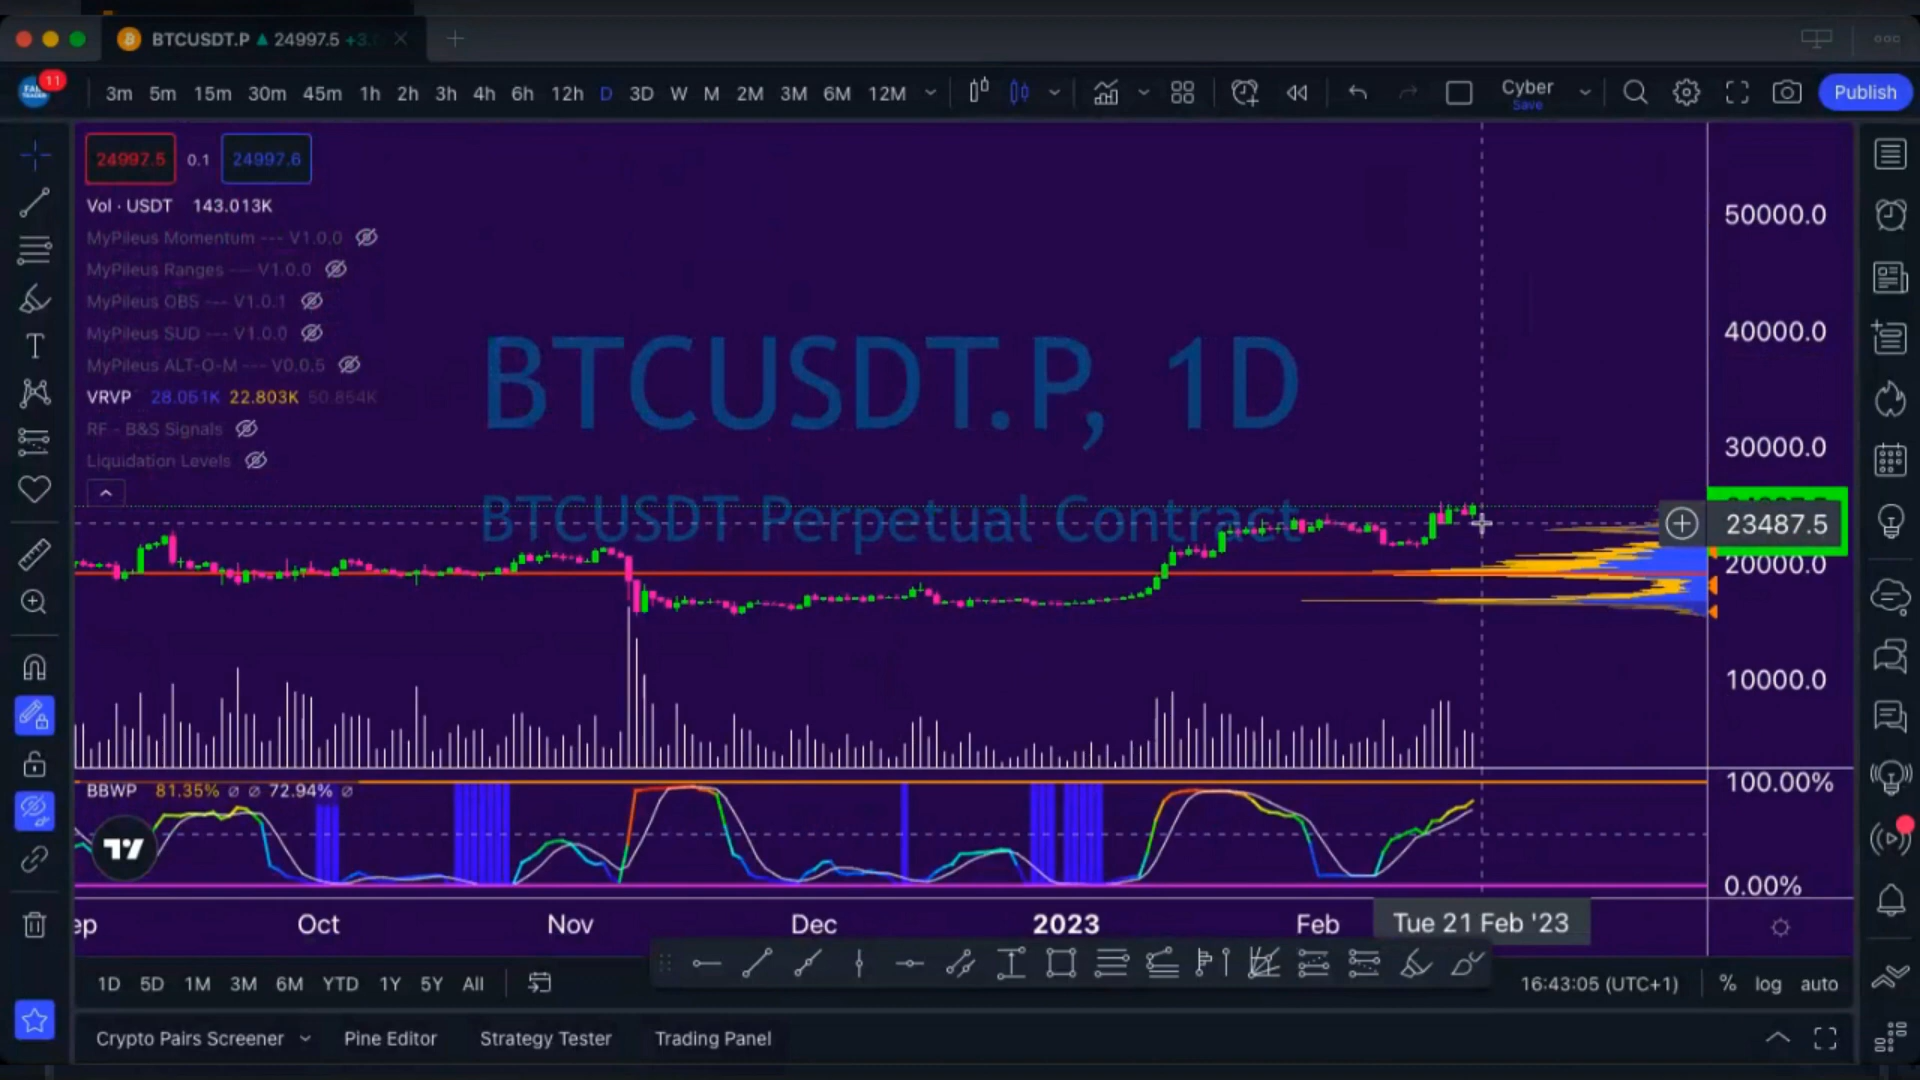 BTCUSDT.P ▲ 24997.5 +3.
11
3m 5m 15m 30m 45m 1h 2h 3h 4h 6h 12h D 3D W M 2M 3M 6M 12M
Cyber
Save
Publish
24997.5 0.1 24997.6
Vol · USDT 143.013K
MyPileus Momentum --- V1.0.0
MyPileus Ranges --- V1.0.0
MyPileus OBS --- V1.0.1
MyPileus SUD --- V1.0.0
MyPileus ALT-O-M --- V0.0.5
VRVP 28.051K 22.803K 50.854K
RF - B&S Signals
Liquidation Levels
BTCUSDT.P, 1D
BTCUSDT Perpetual Contract
50000.0
40000.0
30000.0
23487.5
20000.0
10000.0
BBWP 81.35% ∅ ∅ 72.94% ∅
100.00%
0.00%
ep Oct Nov Dec 2023 Feb Tue 21 Feb '23
1D 5D 1M 3M 6M YTD 1Y 5Y All
16:43:05 (UTC+1) % log auto
Crypto Pairs Screener Pine Editor Strategy Tester Trading Panel